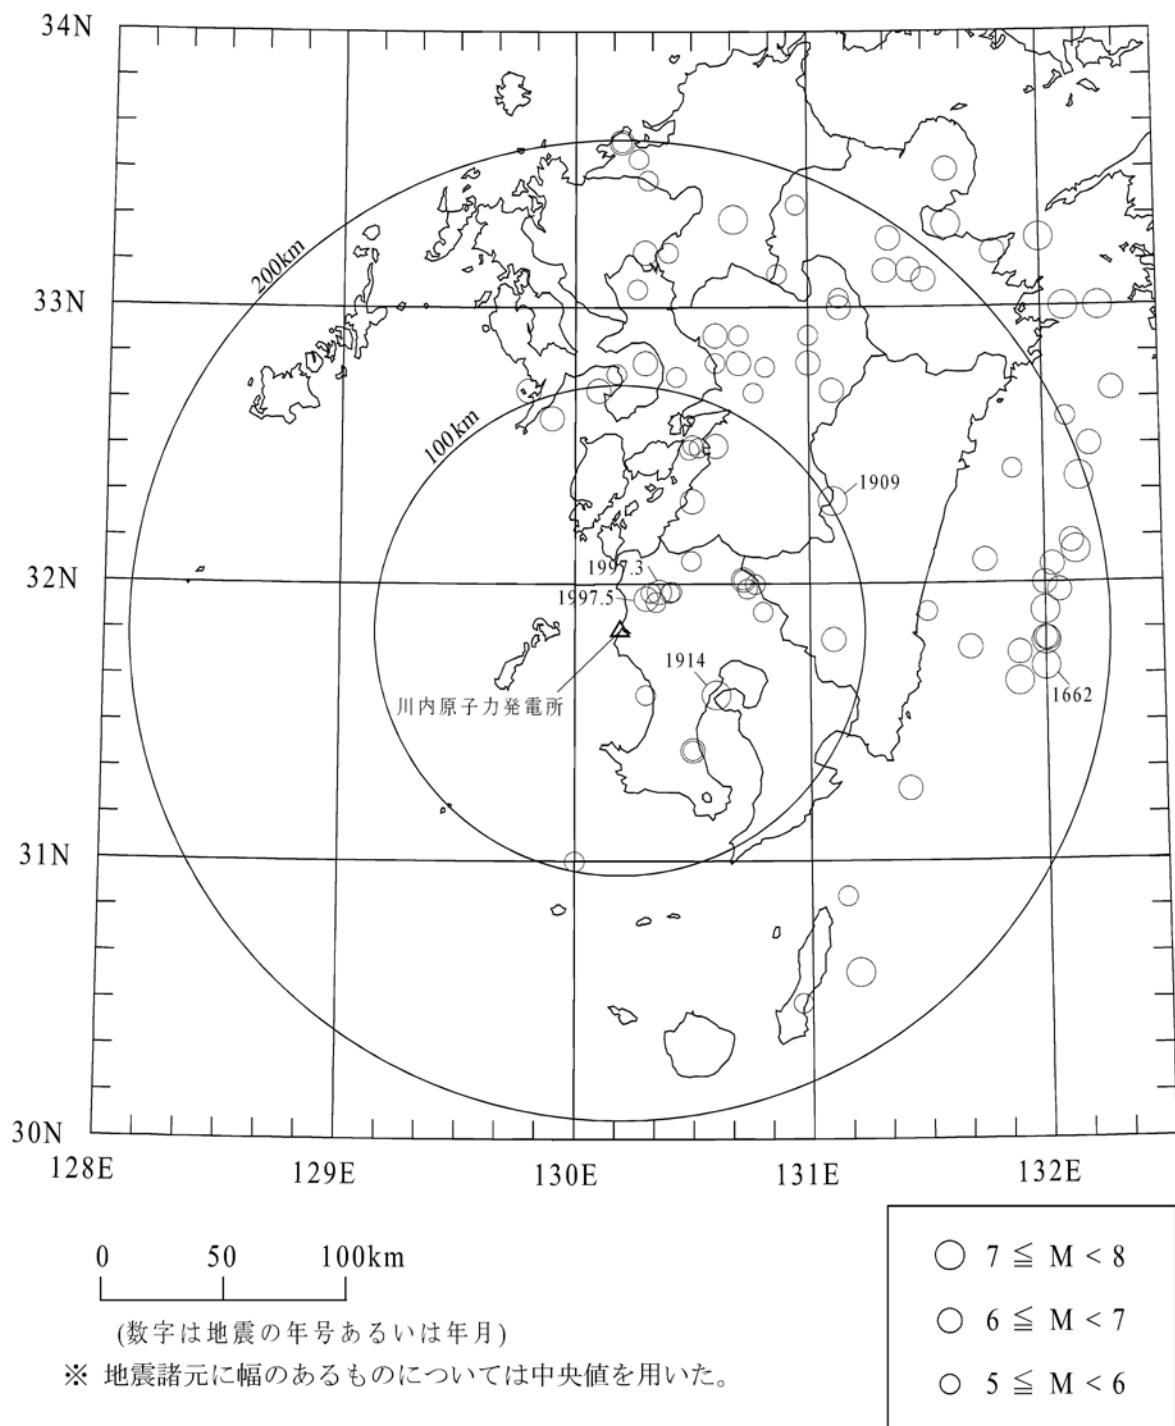 34N
200km
33N
100km
1909
1997.3
32N
1997.5
1914
川内原子力発電所
1662
31N
30N
128E 129E 130E 131E 132E
0 50 100km
(数字は地震の年号あるいは年月)
※ 地震諸元に幅のあるものについては中央値を用いた。
7 ≦ M < 8
6 ≦ M < 7
5 ≦ M < 6